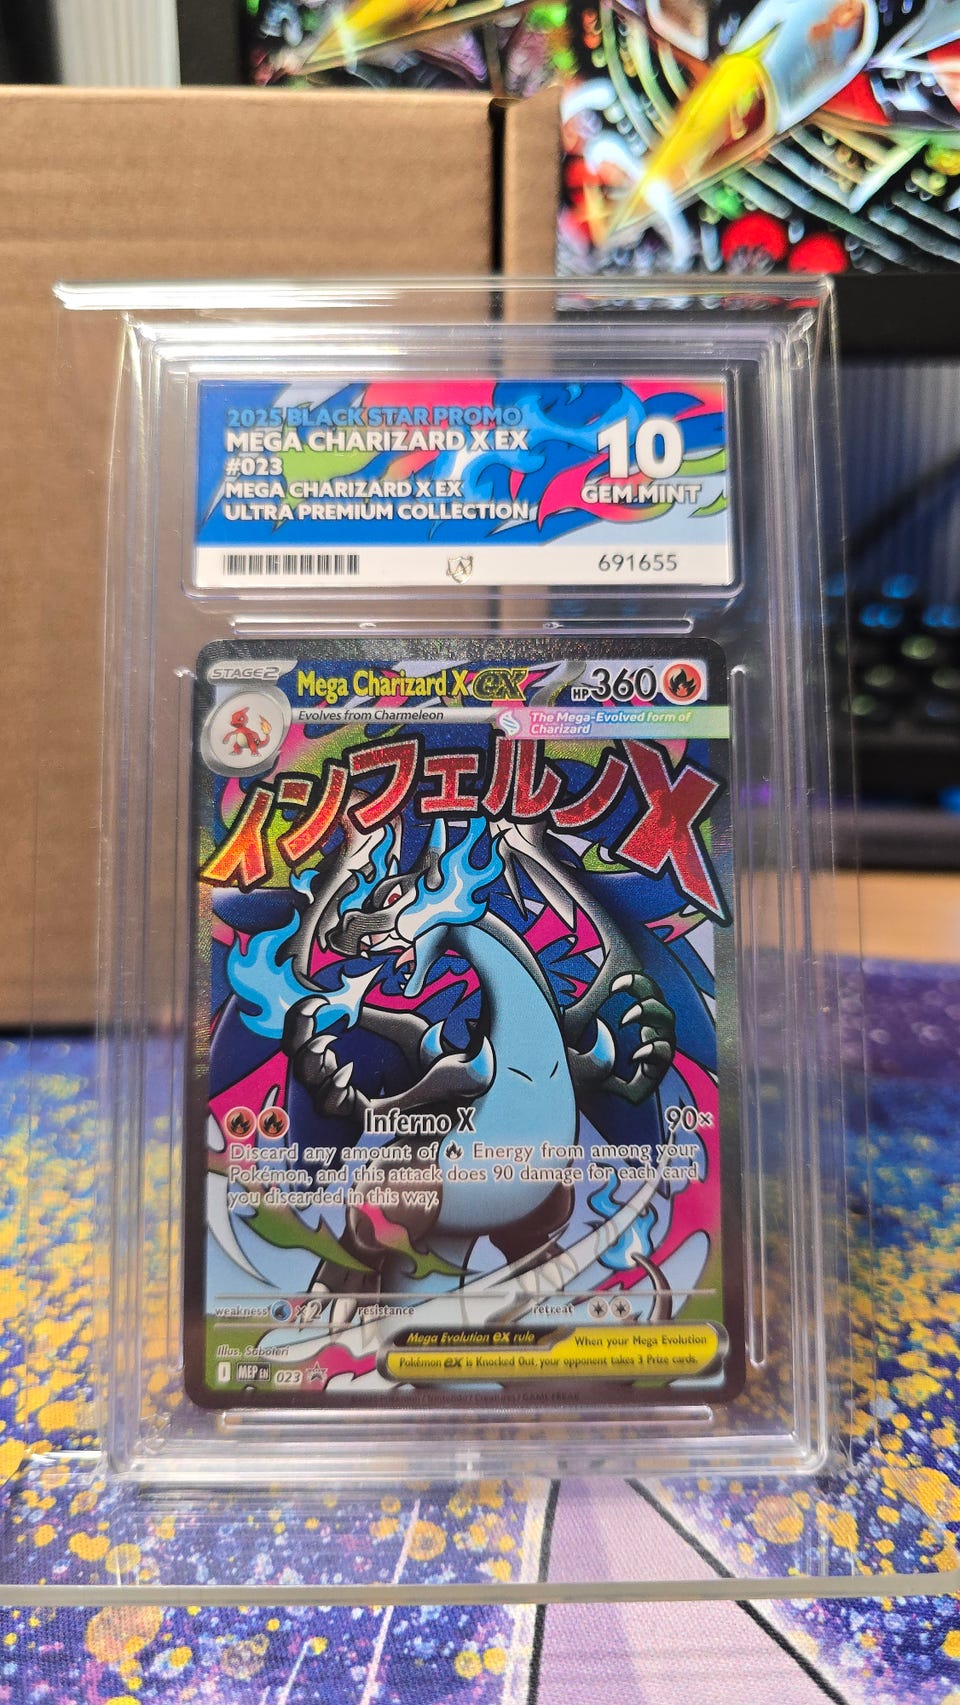 2025 BLACK STAR PROMO
MEGA CHARIZARD X EX
#023
MEGA CHARIZARD X EX
ULTRA PREMIUM COLLECTION
10
GEM MINT
691655
STAGE2
Mega Charizard X ex
HP 360
Evolves from Charmeleon
The Mega-Evolved form of
Charizard
インフェルノX
Inferno X 90×
Discard any amount of Energy from among your
Pokémon, and this attack does 90 damage for each card
you discarded in this way.
weakness ×2 resistance retreat
Mega Evolution ex rule When your Mega Evolution
Pokémon ex is Knocked Out, your opponent takes 3 Prize cards.
Illus. Saboteri
I MEP EN 023